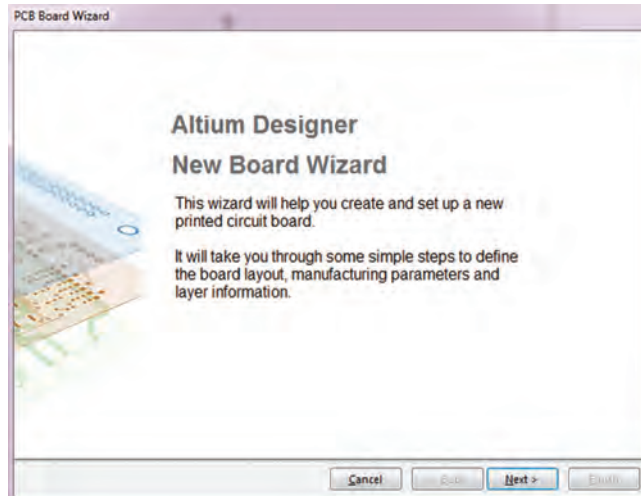 PCB Board Wizard
Altium Designer
New Board Wizard
This wizard will help you create and set up a new
printed circuit board.
It will take you through some simple steps to define
the board layout, manufacturing parameters and
layer information.
Cancel
Next >